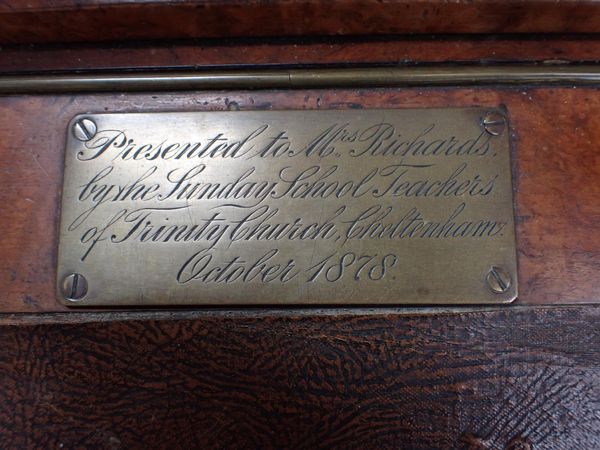 Presented to Mrs Richards,
by the Sunday School Teachers
of Trinity Church, Cheltenham.
October 1878.